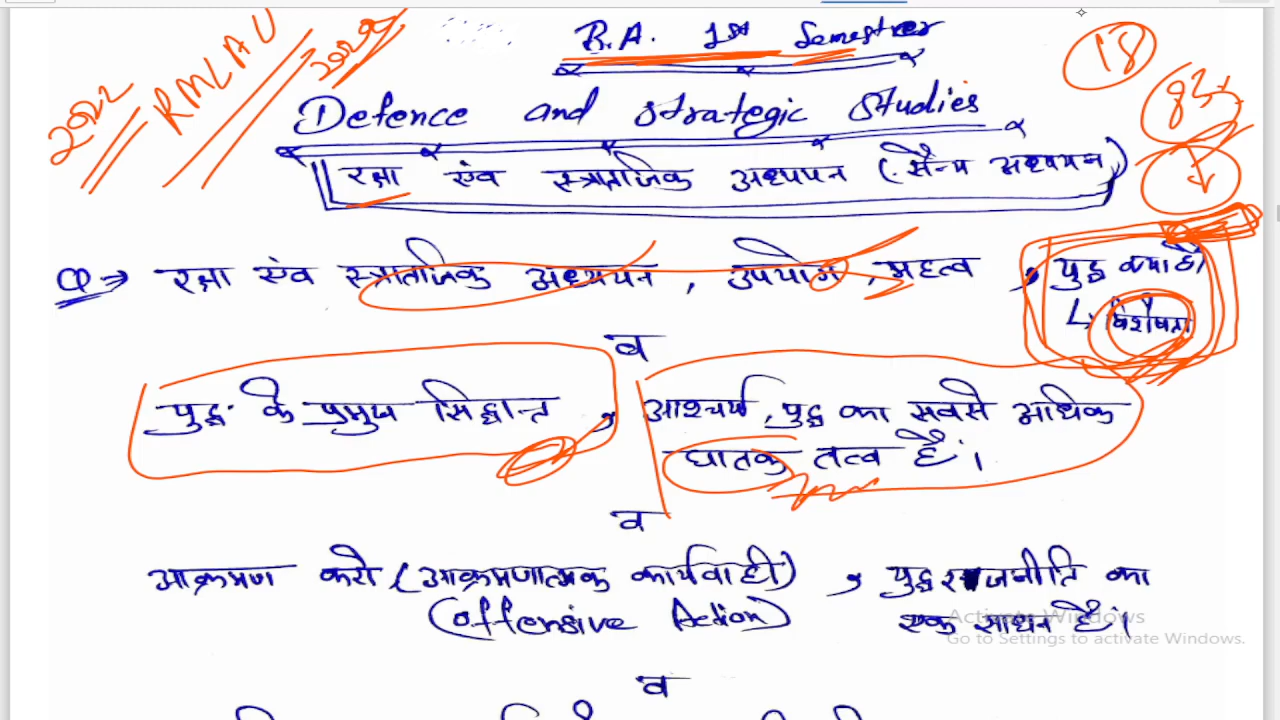 B.A. 1st Semester
2022 RMLAU
18
Defence and Strategic Studies
रक्षा एंव स्त्रातजिक अध्ययन (सैन्य अध्ययन)
Q ⇒ रक्षा एंव स्त्रातजिक अध्ययन, उपयोग, महत्व, युद्ध क्या है।
विशेषता
व
युद्ध के प्रमुख सिद्धान्त, आश्चर्य, युद्ध का सबसे अधिक
घातक तत्व है।
व
आक्रमण करो (आक्रमणात्मक कार्यवाही), युद्ध राजनीति का
(Offensive Action) एक साधन है।
Activate Windows
Go to Settings to activate Windows.
व